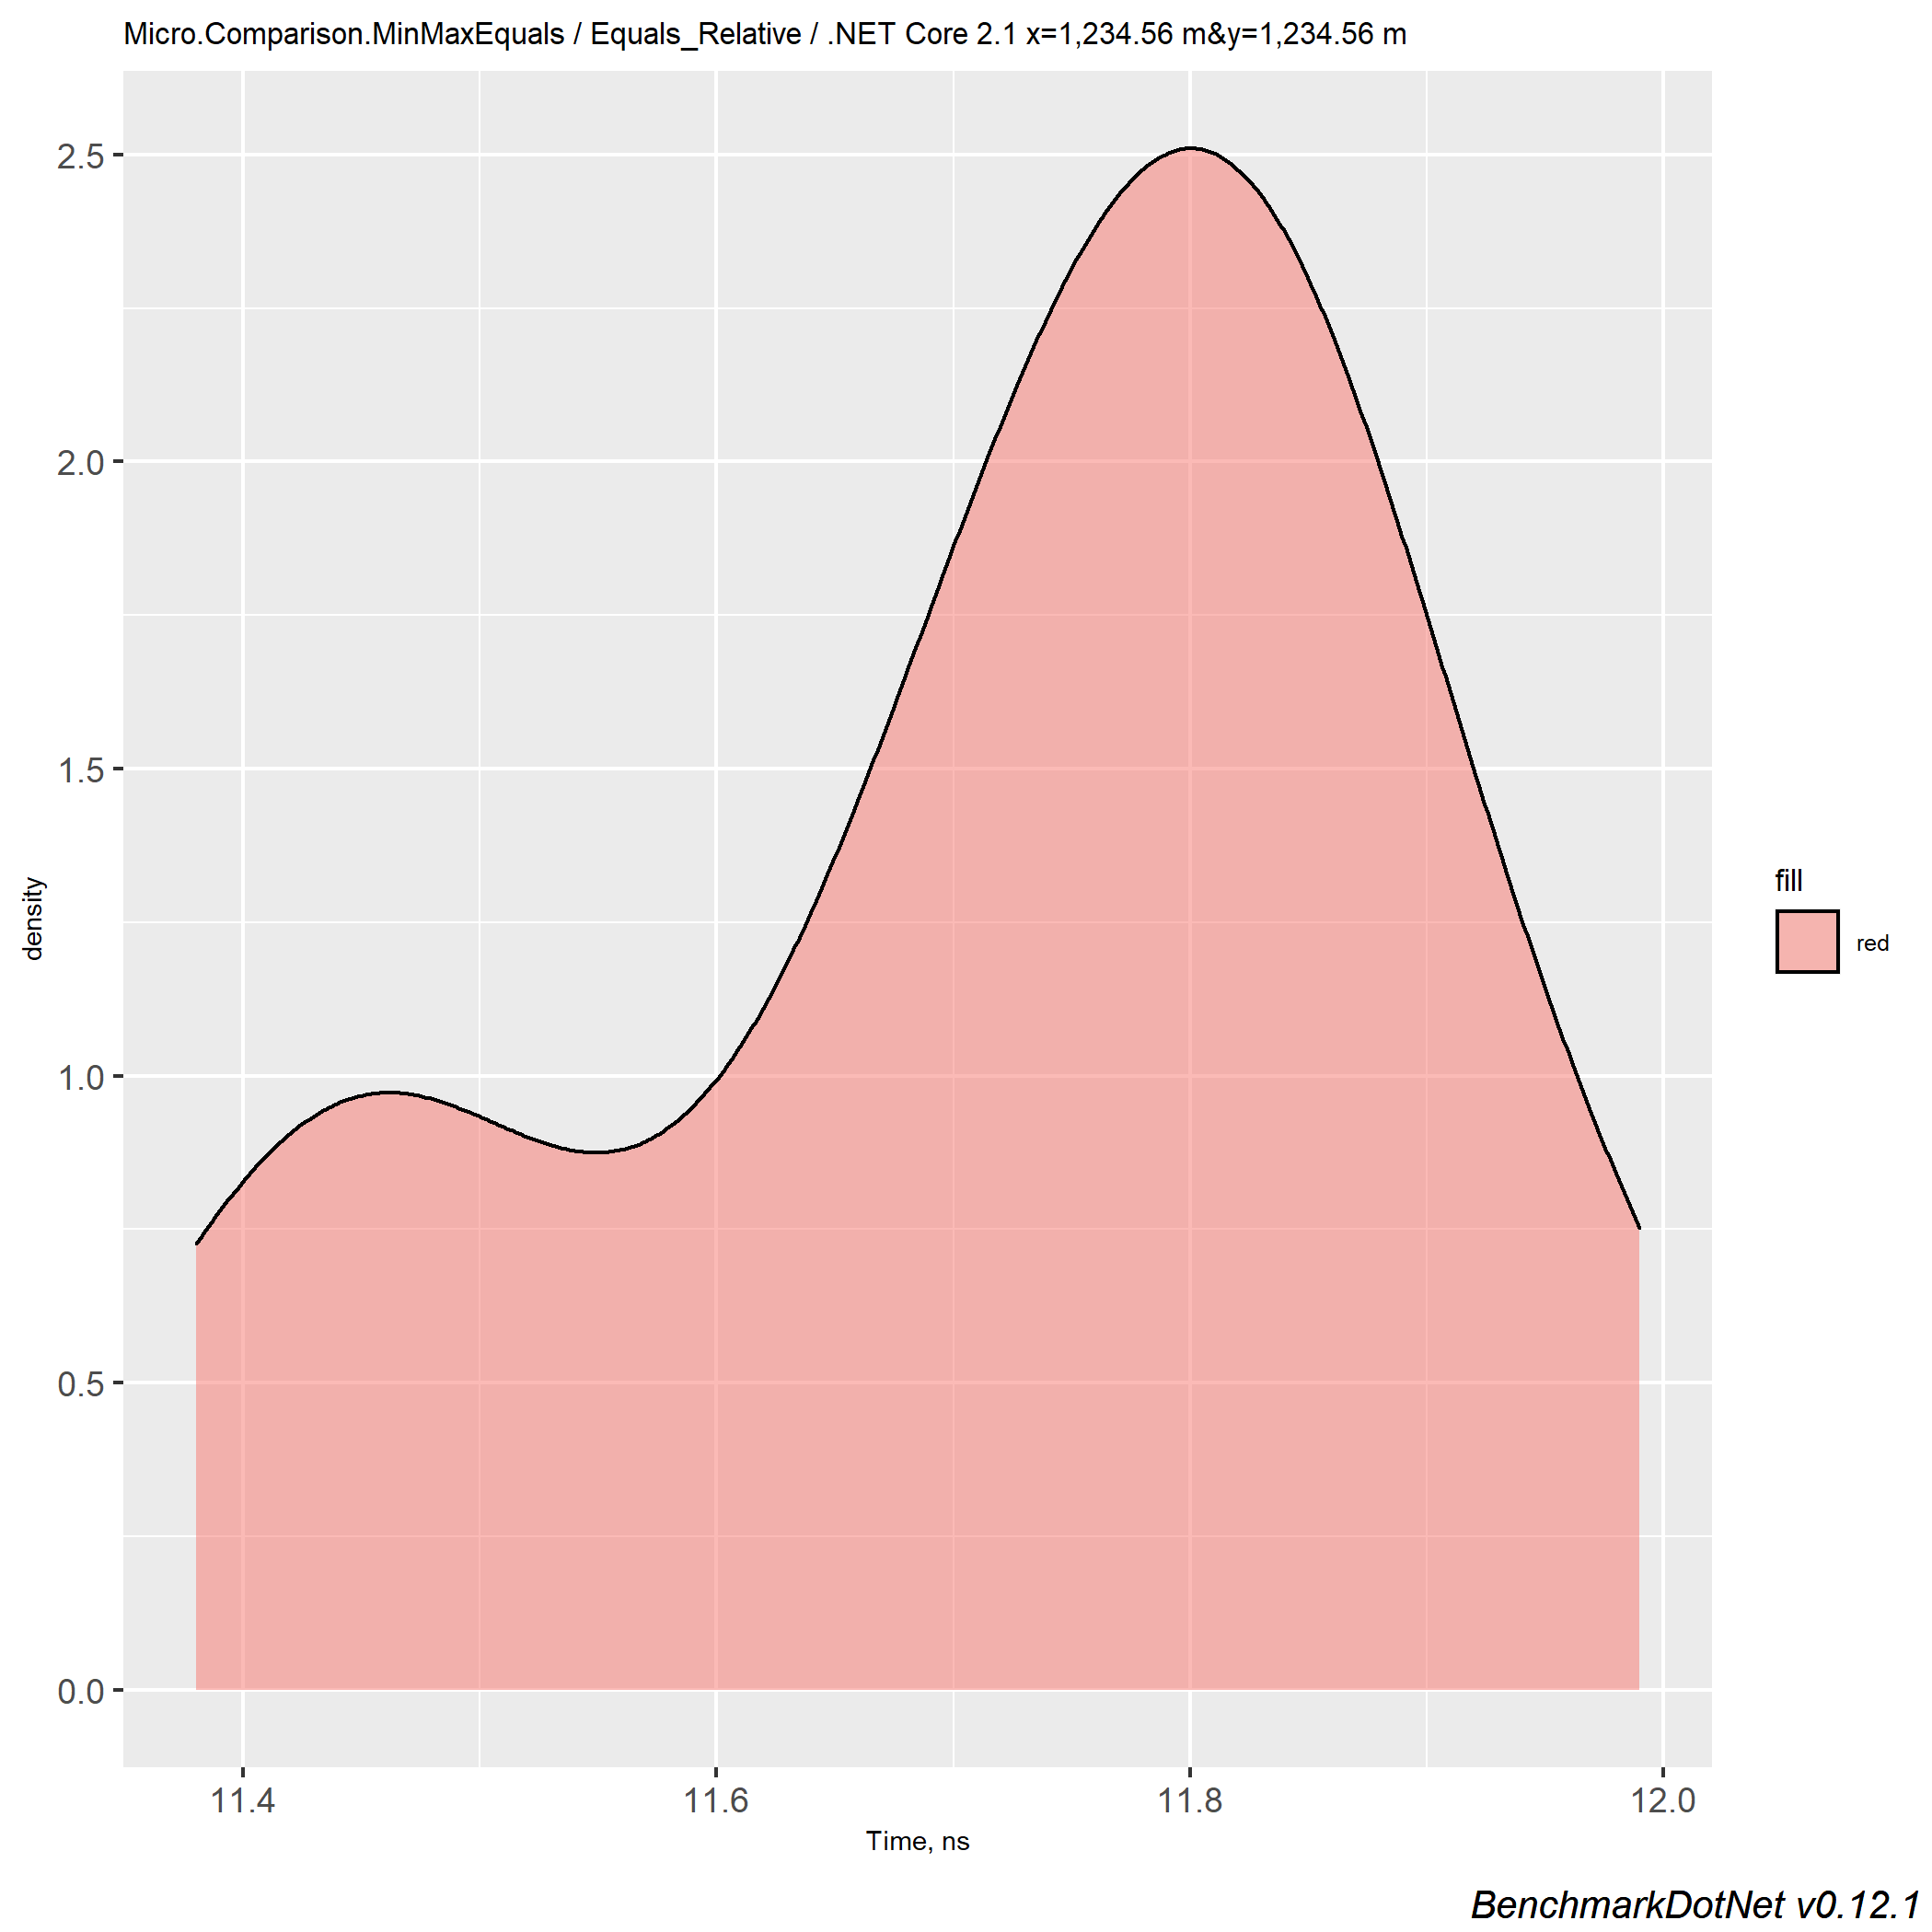 Micro.Comparison.MinMaxEquals / Equals_Relative / .NET Core 2.1 x=1,234.56 m&y=1,234.56 m
2.5
2.0
1.5
1.0
0.5
0.0
density
11.4 11.6 11.8 12.0
Time, ns
fill
red
BenchmarkDotNet v0.12.1